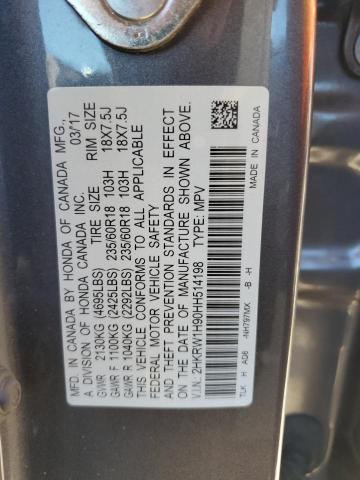 MFD. IN CANADA BY HONDA OF CANADA MFG.,
A DIVISION OF HONDA CANADA INC. 03/17
TIRE SIZE RIM SIZE
GVWR 2130KG (4695LBS)
GAWR F 1100KG (2425LBS) 235/60R18 103H 18X7.5J
GAWR R 1040KG (2292LBS) 235/60R18 103H 18X7.5J
THIS VEHICLE CONFORMS TO ALL APPLICABLE
FEDERAL MOTOR VEHICLE SAFETY
AND THEFT PREVENTION STANDARDS IN EFFECT
ON THE DATE OF MANUFACTURE SHOWN ABOVE.
V.I.N. 2HKRW1H90HH514198 TYPE: MPV
TLK H AD8 -NH797MX -B -H MADE IN CANADA